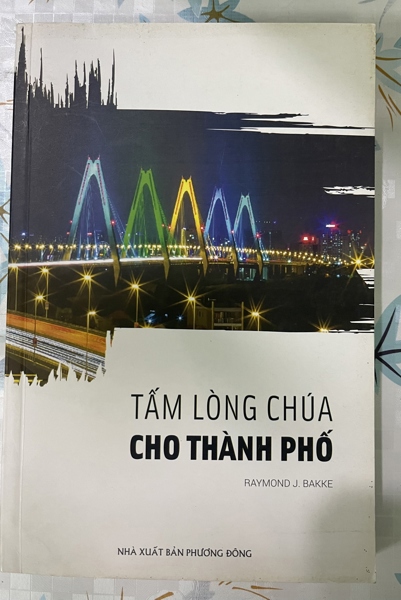 TẤM LÒNG CHÚA
CHO THÀNH PHỐ
RAYMOND J. BAKKE
NHÀ XUẤT BẢN PHƯƠNG ĐÔNG